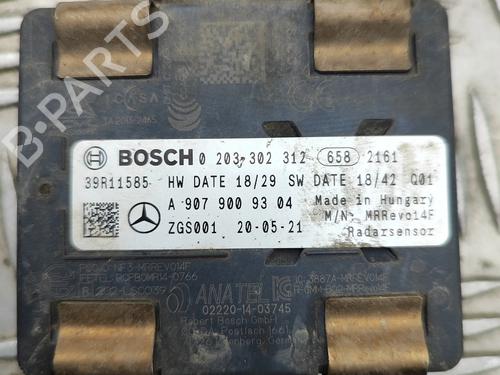 ICASA
BOSCH 0 203 302 312 658 2161
39R11585 HW DATE 18/29 SW DATE 18/42 Q01
A 907 900 93 04 Made in Hungary
M/N: MRRevo14F
ZGS001 20-05-21 Radarsensor
ANATEL
02220-14-03745
Robert Bosch GmbH
B-Parts